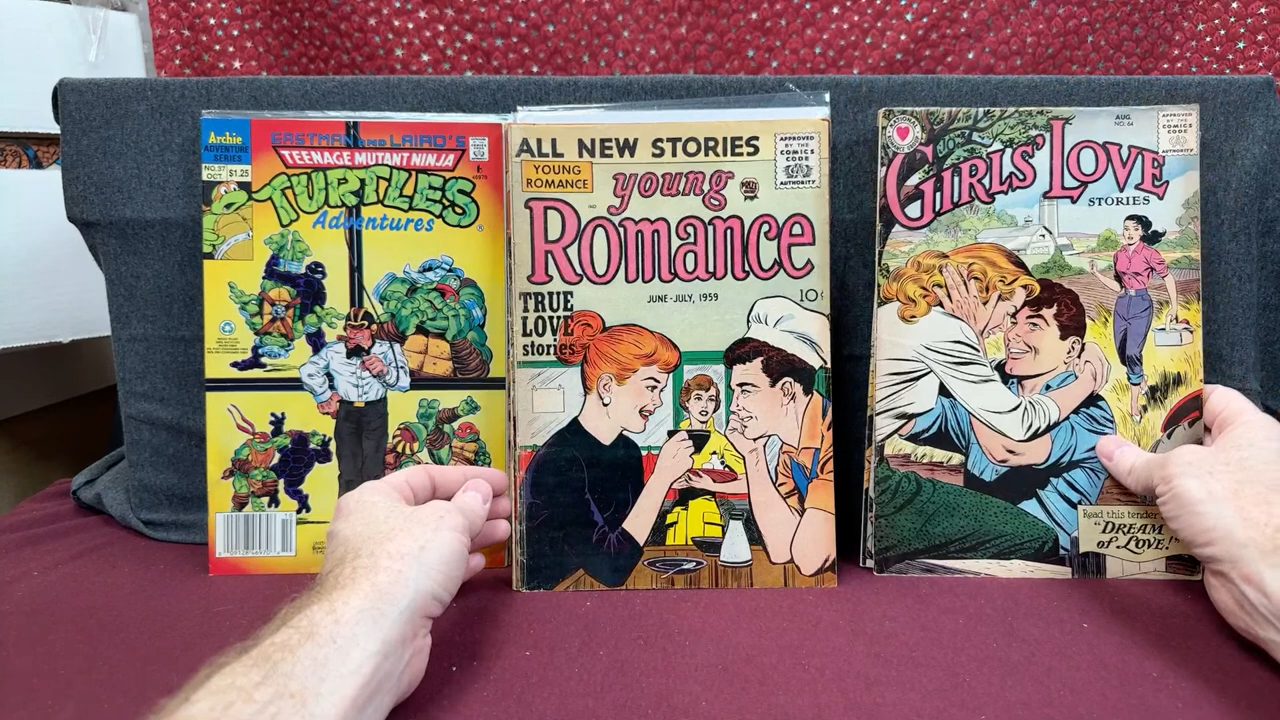 Archie
ADVENTURE
SERIES
NO. 37
OCT.
$1.25
EASTMAN AND LAIRD'S
TEENAGE MUTANT NINJA
TURTLES
Adventures
ALL NEW STORIES
YOUNG
ROMANCE
young
Romance
APPROVED
BY THE
COMICS
CODE
AUTHORITY
JUNE-JULY, 1959
10¢
TRUE
LOVE
stories
AUG.
NO. 64
APPROVED
BY THE
COMICS
CODE
AUTHORITY
GIRLS' LOVE
STORIES
Read this tender
"DREAM
of LOVE!"